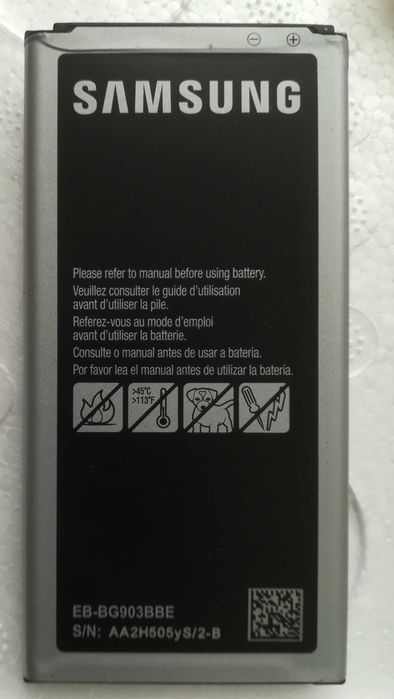 ⊖ ⊕
SAMSUNG
Please refer to manual before using battery.
Veuillez consulter le guide d'utilisation
avant d'utiliser la pile.
Referez-vous au mode d'emploi
avant d'utiliser la batterie.
Consulte o manual antes de usar a bateria.
Por favor lea el manual antes de utilizar la batería.
>45°C
>113°F
EB-BG903BBE
S/N: AA2H505yS/2-B